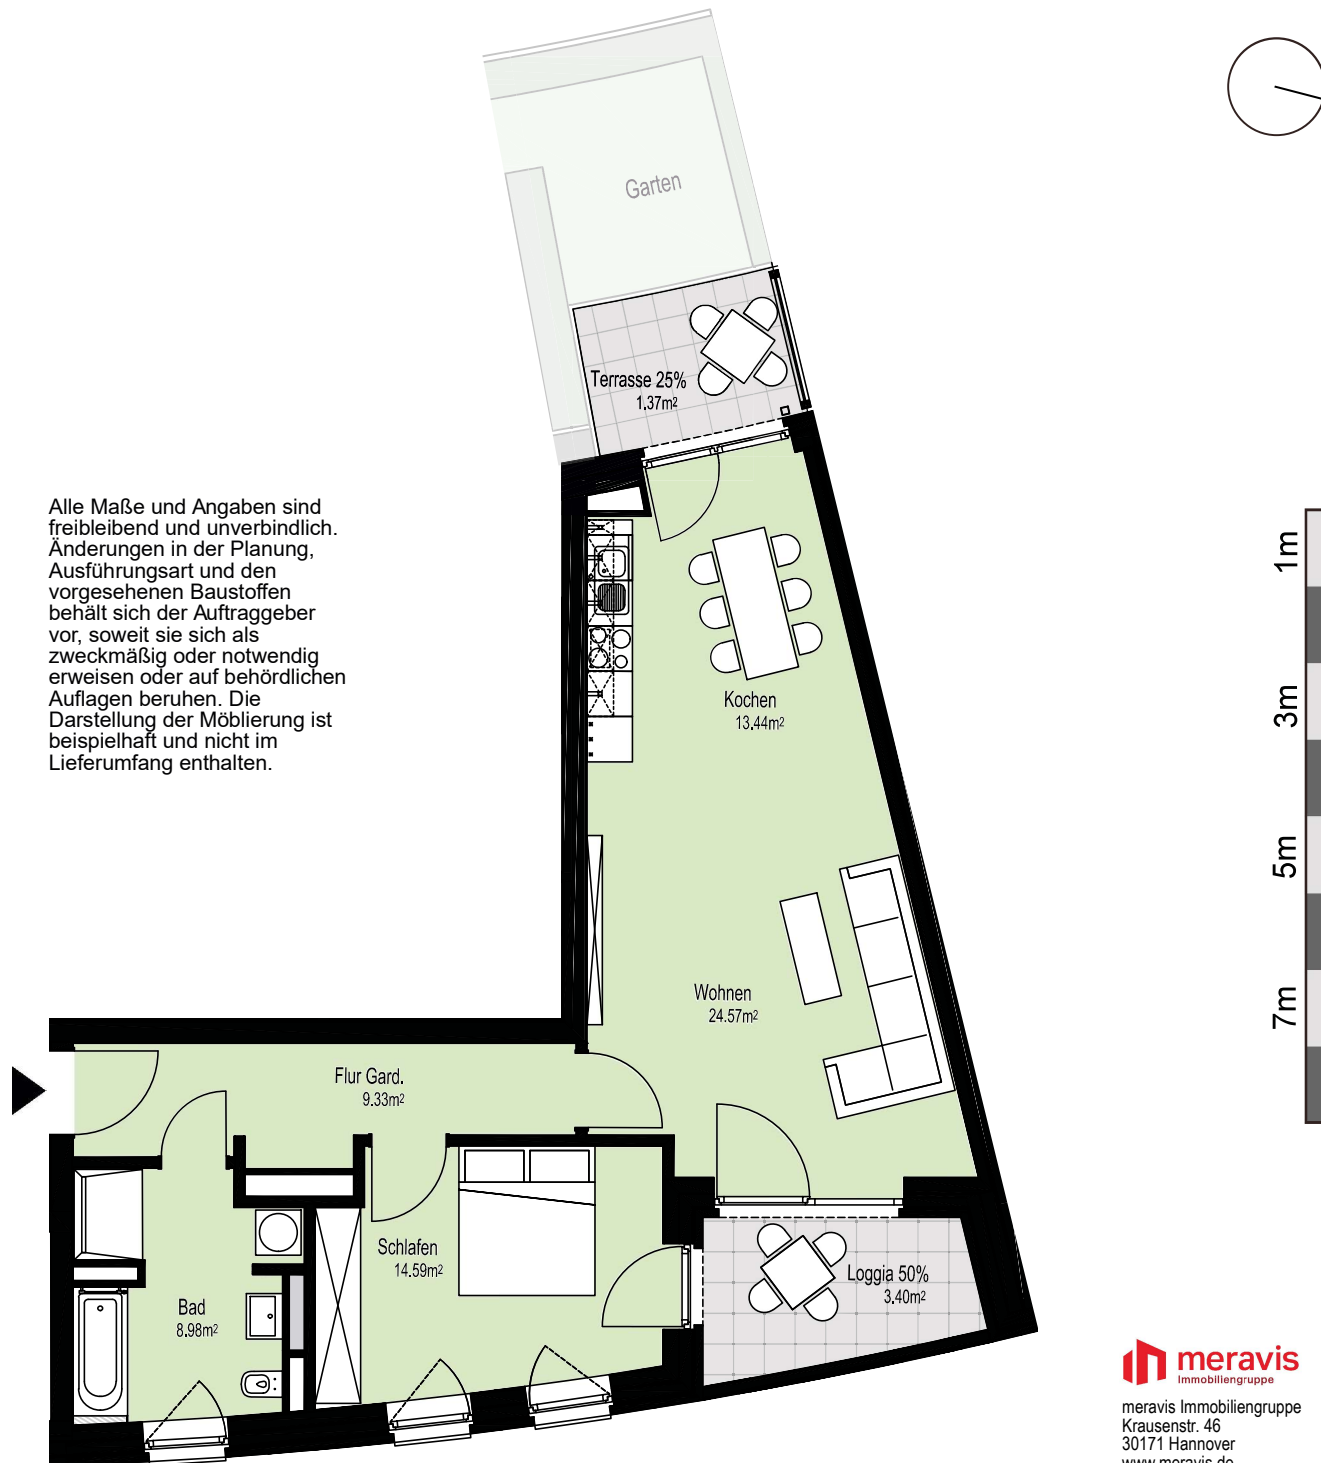 Garten
Terrasse 25%
1.37m²
Alle Maße und Angaben sind
freibleibend und unverbindlich.
Änderungen in der Planung,
Ausführungsart und den
vorgesehenen Baustoffen
behält sich der Auftraggeber
vor, soweit sie sich als
zweckmäßig oder notwendig
erweisen oder auf behördlichen
Auflagen beruhen. Die
Darstellung der Möblierung ist
beispielhaft und nicht im
Lieferumfang enthalten.
1m
3m
5m
7m
Kochen
13.44m²
Wohnen
24.57m²
Flur Gard.
9.33m²
Schlafen
14.59m²
Bad
8.98m²
Loggia 50%
3.40m²
meravis
Immobiliengruppe
meravis Immobiliengruppe
Krausenstr. 46
30171 Hannover
www.meravis.de